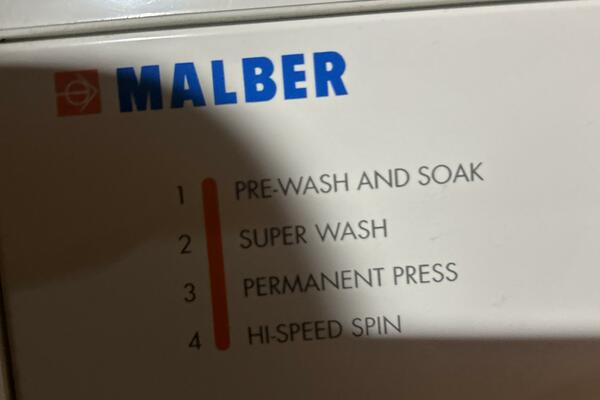 MALBER
1 PRE-WASH AND SOAK
2 SUPER WASH
3 PERMANENT PRESS
4 HI-SPEED SPIN